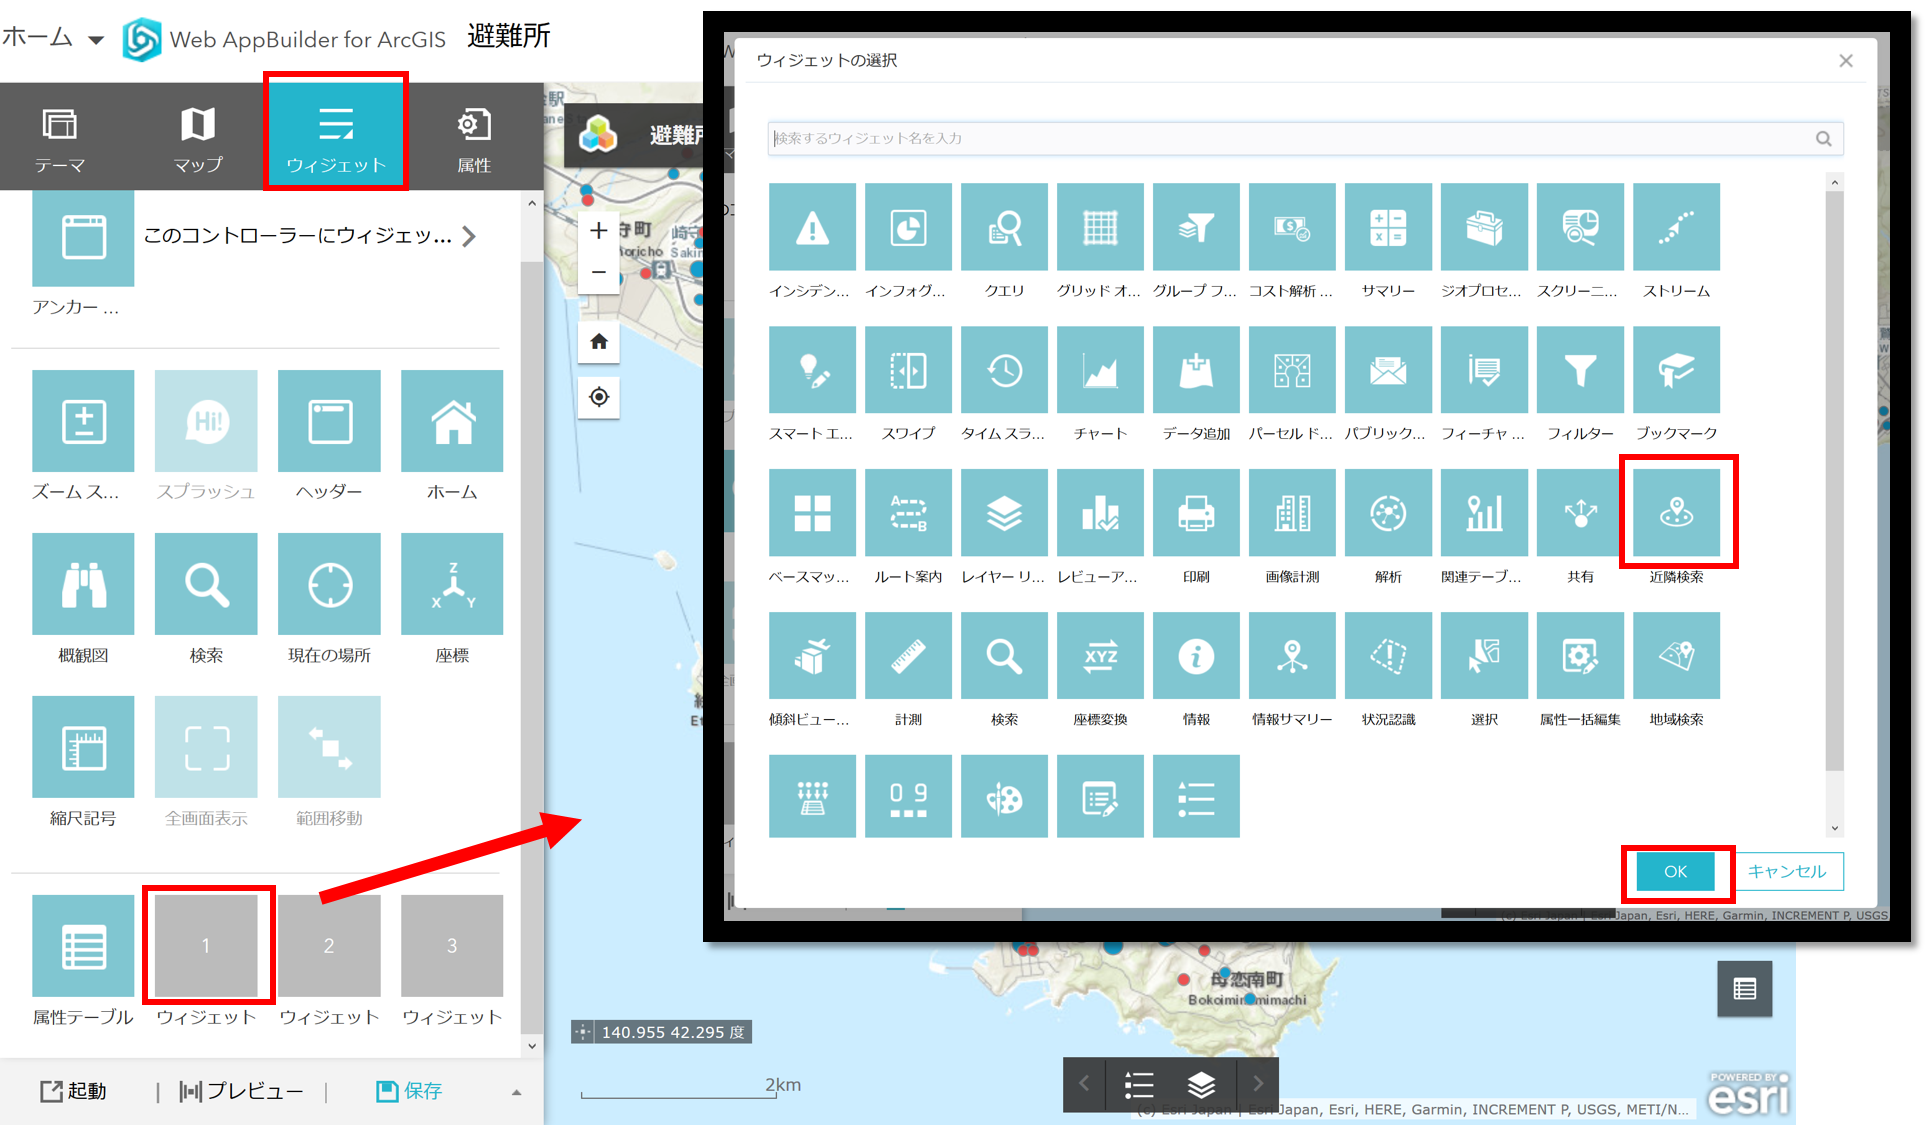 ホーム
Web AppBuilder for ArcGIS
避難所
テーマ
マップ
ウィジェット
属性
このコントローラーにウィジェッ...
アンカー ...
ズーム ス...
スプラッシュ
ヘッダー
ホーム
Hi!
概観図
検索
現在の場所
座標
Z
X
Y
縮尺記号
全画面表示
範囲移動
1
2
3
属性テーブル
ウィジェット
ウィジェット
ウィジェット
起動
プレビュー
保存
避難所
守町
崎守
Sakin
140.955 42.295 度
2km
母恋南町
(c) Esri Japan | Esri Japan, Esri, HERE, Garmin, INCREMENT P, USGS, METI/N...
POWERED BY
esri
ウィジェットの選択
検索するウィジェット名を入力
インシデン...
インフォグ...
クエリ
グリッド オ...
グループ フ...
コスト解析 ...
サマリー
ジオプロセ...
スクリーニ...
ストリーム
スマート エ...
スワイプ
タイム スラ...
チャート
データ追加
パーセル ド...
パブリック...
フィーチャ ...
フィルター
ブックマーク
A
B
ベースマッ...
ルート案内
レイヤー リ...
レビューア...
印刷
画像計測
解析
関連テーブ...
共有
近隣検索
XYZ
傾斜ビュー...
計測
検索
座標変換
情報
情報サマリー
状況認識
選択
属性一括編集
地域検索
0 9
OK
キャンセル
(c) Esri Japan | Esri Japan, Esri, HERE, Garmin, INCREMENT P, USGS